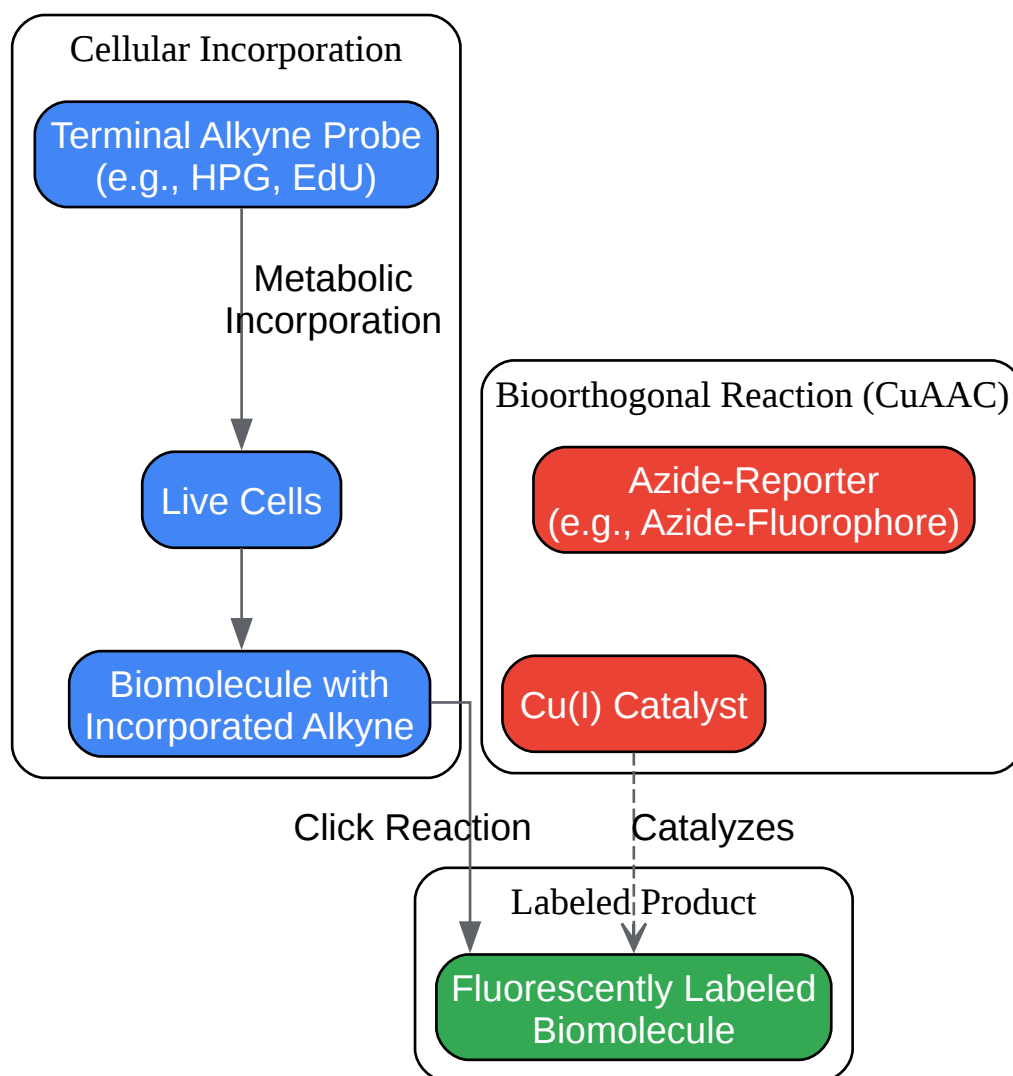 Cellular Incorporation
Terminal Alkyne Probe
(e.g., HPG, EdU)
Metabolic
Incorporation
Live Cells
Biomolecule with
Incorporated Alkyne
Bioorthogonal Reaction (CuAAC)
Azide-Reporter
(e.g., Azide-Fluorophore)
Cu(I) Catalyst
Click Reaction
Catalyzes
Labeled Product
Fluorescently Labeled
Biomolecule